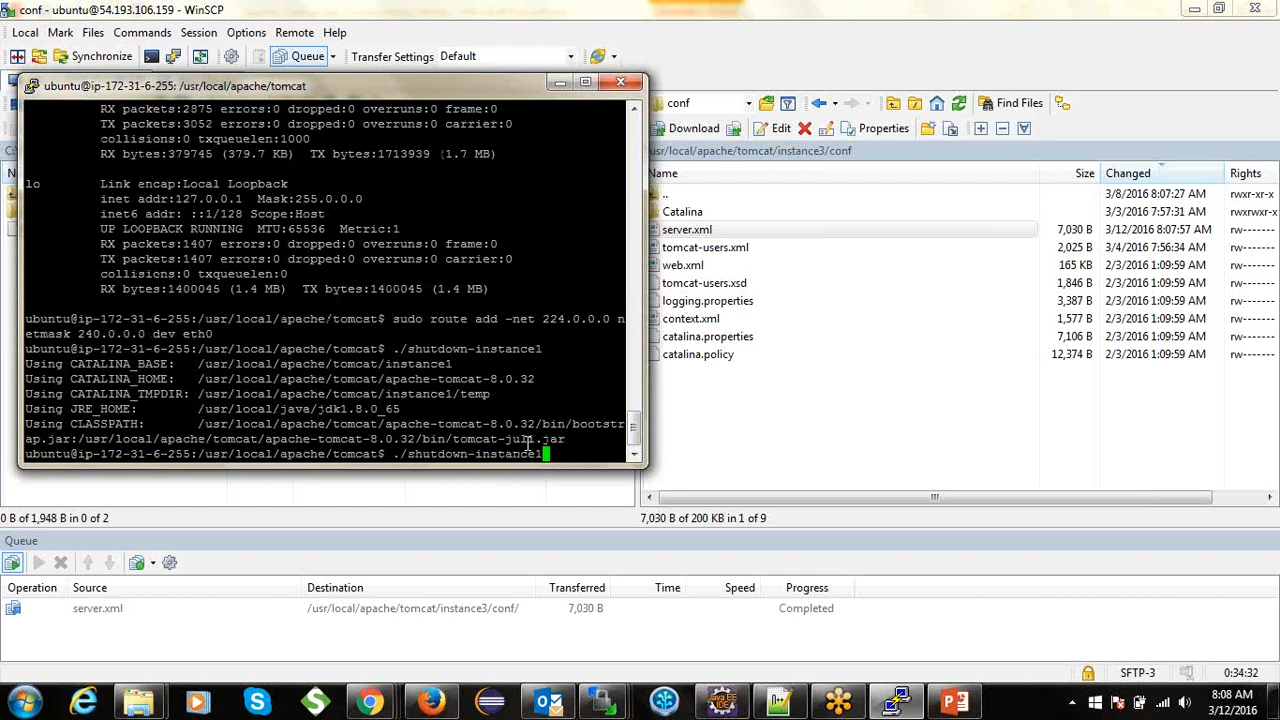 conf - ubuntu@54.193.106.159 - WinSCP
Local Mark Files Commands Session Options Remote Help
Synchronize Queue Transfer Settings Default
ubuntu@ip-172-31-6-255: /usr/local/apache/tomcat
conf Find Files
Download Edit Properties
/usr/local/apache/tomcat/instance3/conf
Name Size Changed Rights
.. 3/8/2016 8:07:27 AM rwxr-xr-x
Catalina 3/3/2016 7:57:31 AM rwxrwxr-x
server.xml 7,030 B 3/12/2016 8:07:57 AM rw-------
tomcat-users.xml 2,025 B 3/4/2016 7:56:34 AM rw-------
web.xml 165 KB 2/3/2016 1:09:59 AM rw-------
tomcat-users.xsd 1,846 B 2/3/2016 1:09:59 AM rw-------
logging.properties 3,387 B 2/3/2016 1:09:59 AM rw-------
context.xml 1,577 B 2/3/2016 1:09:59 AM rw-------
catalina.properties 7,106 B 2/3/2016 1:09:59 AM rw-------
catalina.policy 12,374 B 2/3/2016 1:09:59 AM rw-------
RX packets:2875 errors:0 dropped:0 overruns:0 frame:0
TX packets:3052 errors:0 dropped:0 overruns:0 carrier:0
collisions:0 txqueuelen:1000
RX bytes:379745 (379.7 KB) TX bytes:1713939 (1.7 MB)
lo Link encap:Local Loopback
inet addr:127.0.0.1 Mask:255.0.0.0
inet6 addr: ::1/128 Scope:Host
UP LOOPBACK RUNNING MTU:65536 Metric:1
RX packets:1407 errors:0 dropped:0 overruns:0 frame:0
TX packets:1407 errors:0 dropped:0 overruns:0 carrier:0
collisions:0 txqueuelen:0
RX bytes:1400045 (1.4 MB) TX bytes:1400045 (1.4 MB)
ubuntu@ip-172-31-6-255:/usr/local/apache/tomcat$ sudo route add -net 224.0.0.0 n
etmask 240.0.0.0 dev eth0
ubuntu@ip-172-31-6-255:/usr/local/apache/tomcat$ ./shutdown-instance1
Using CATALINA_BASE: /usr/local/apache/tomcat/instance1
Using CATALINA_HOME: /usr/local/apache/tomcat/apache-tomcat-8.0.32
Using CATALINA_TMPDIR: /usr/local/apache/tomcat/instance1/temp
Using JRE_HOME: /usr/local/java/jdk1.8.0_65
Using CLASSPATH: /usr/local/apache/tomcat/apache-tomcat-8.0.32/bin/bootstr
ap.jar:/usr/local/apache/tomcat/apache-tomcat-8.0.32/bin/tomcat-juli.jar
ubuntu@ip-172-31-6-255:/usr/local/apache/tomcat$ ./shutdown-instance1
0 B of 1,948 B in 0 of 2 7,030 B of 200 KB in 1 of 9
Queue
Operation Source Destination Transferred Time Speed Progress
server.xml /usr/local/apache/tomcat/instance3/conf/ 7,030 B Completed
SFTP-3 0:34:32
8:08 AM
3/12/2016